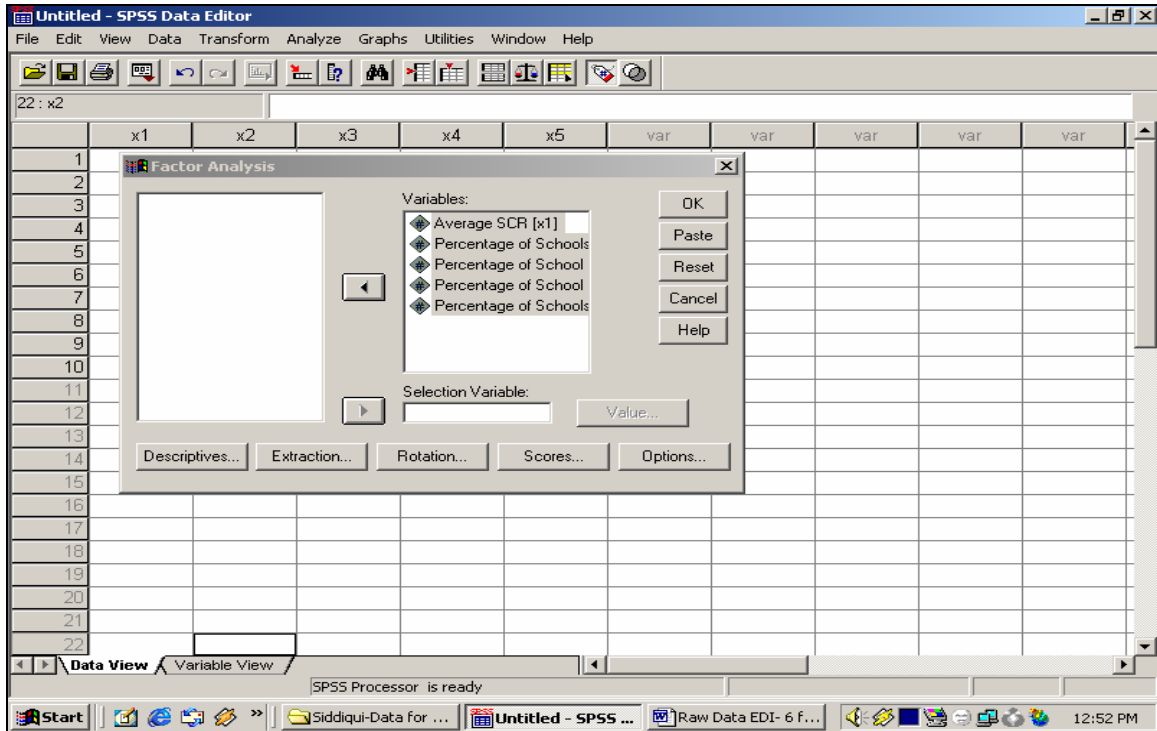 Untitled - SPSS Data Editor
File Edit View Data Transform Analyze Graphs Utilities Window Help
22 : x2
x1 x2 x3 x4 x5 var var var var var
1
2
3
4
5
6
7
8
9
10
11
12
13
14
15
16
17
18
19
20
21
22
Factor Analysis
Variables:
Average SCR [x1]
Percentage of Schools
Percentage of School
Percentage of School
Percentage of Schools
OK
Paste
Reset
Cancel
Help
Selection Variable:
Value...
Descriptives... Extraction... Rotation... Scores... Options...
Data View Variable View
SPSS Processor is ready
Start » Siddiqui-Data for ... Untitled - SPSS ... Raw Data EDI- 6 f... 12:52 PM